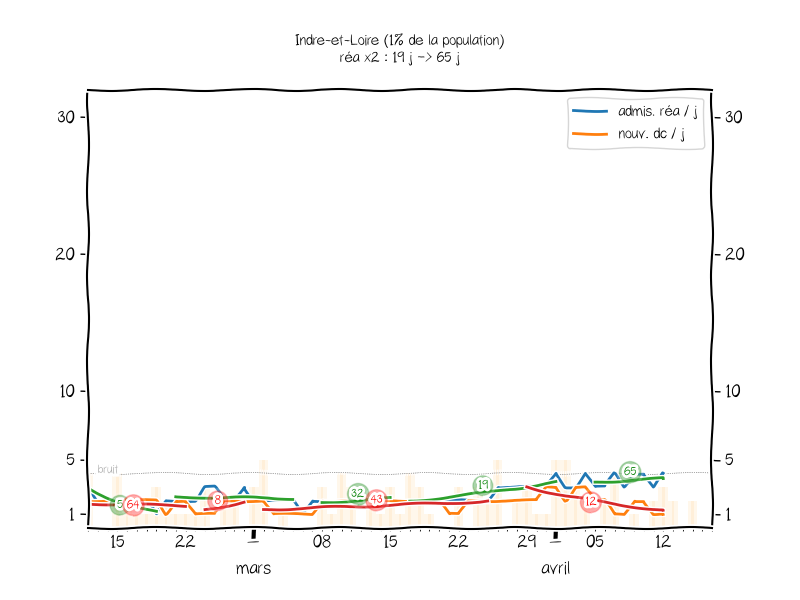 Indre-et-Loire (1% de la population)
réa x2 : 19 j -> 65 j
admis. réa / j
nouv. dc / j
30 30
20 20
10 10
5 5
1 1
bruit
5 64 8 32 43 19 12 65
15 22 08 15 22 29 05 12
mars avril